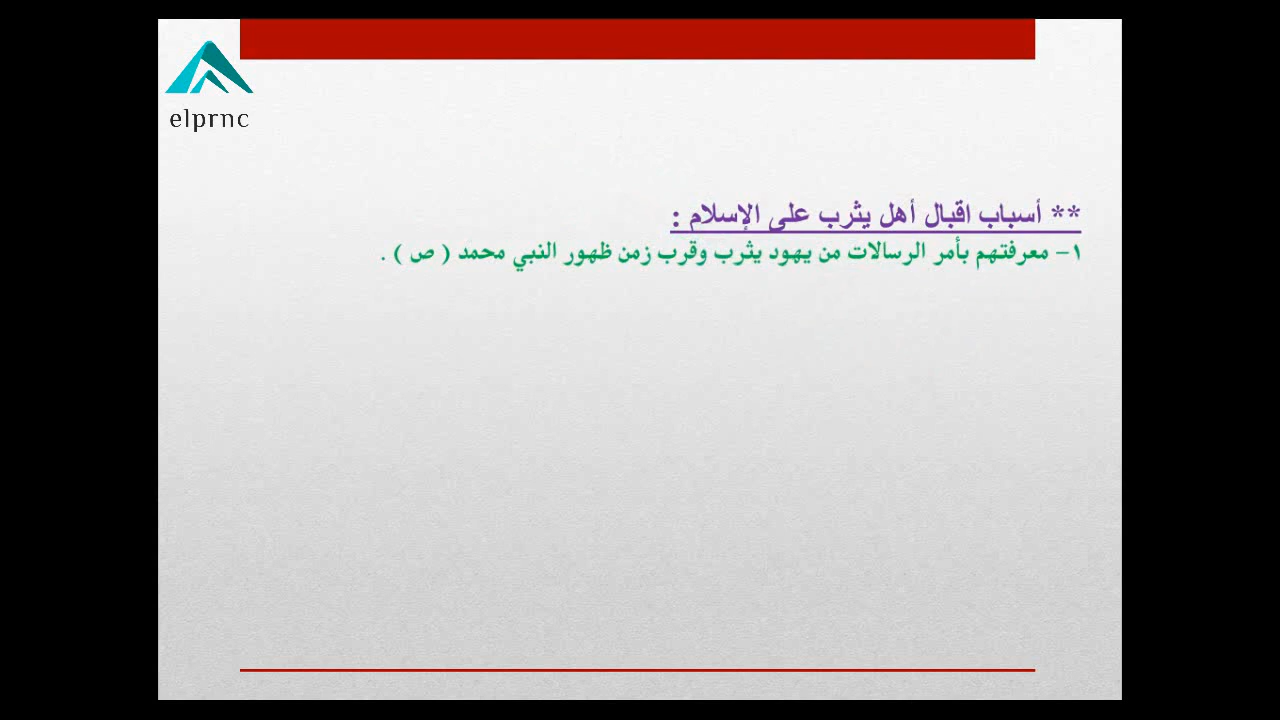 elprnc
** أسباب اقبال أهل يثرب على الإسلام :
١- معرفتهم بأمر الرسالات من يهود يثرب وقرب زمن ظهور النبي محمد ( ص ) .